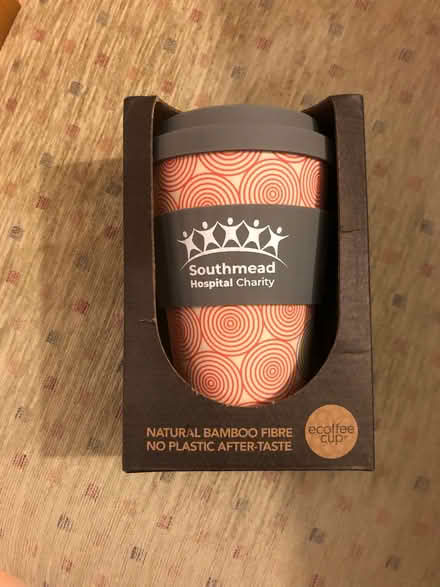 Southmead
Hospital Charity
NATURAL BAMBOO FIBRE
NO PLASTIC AFTER-TASTE
ecoffee
cup